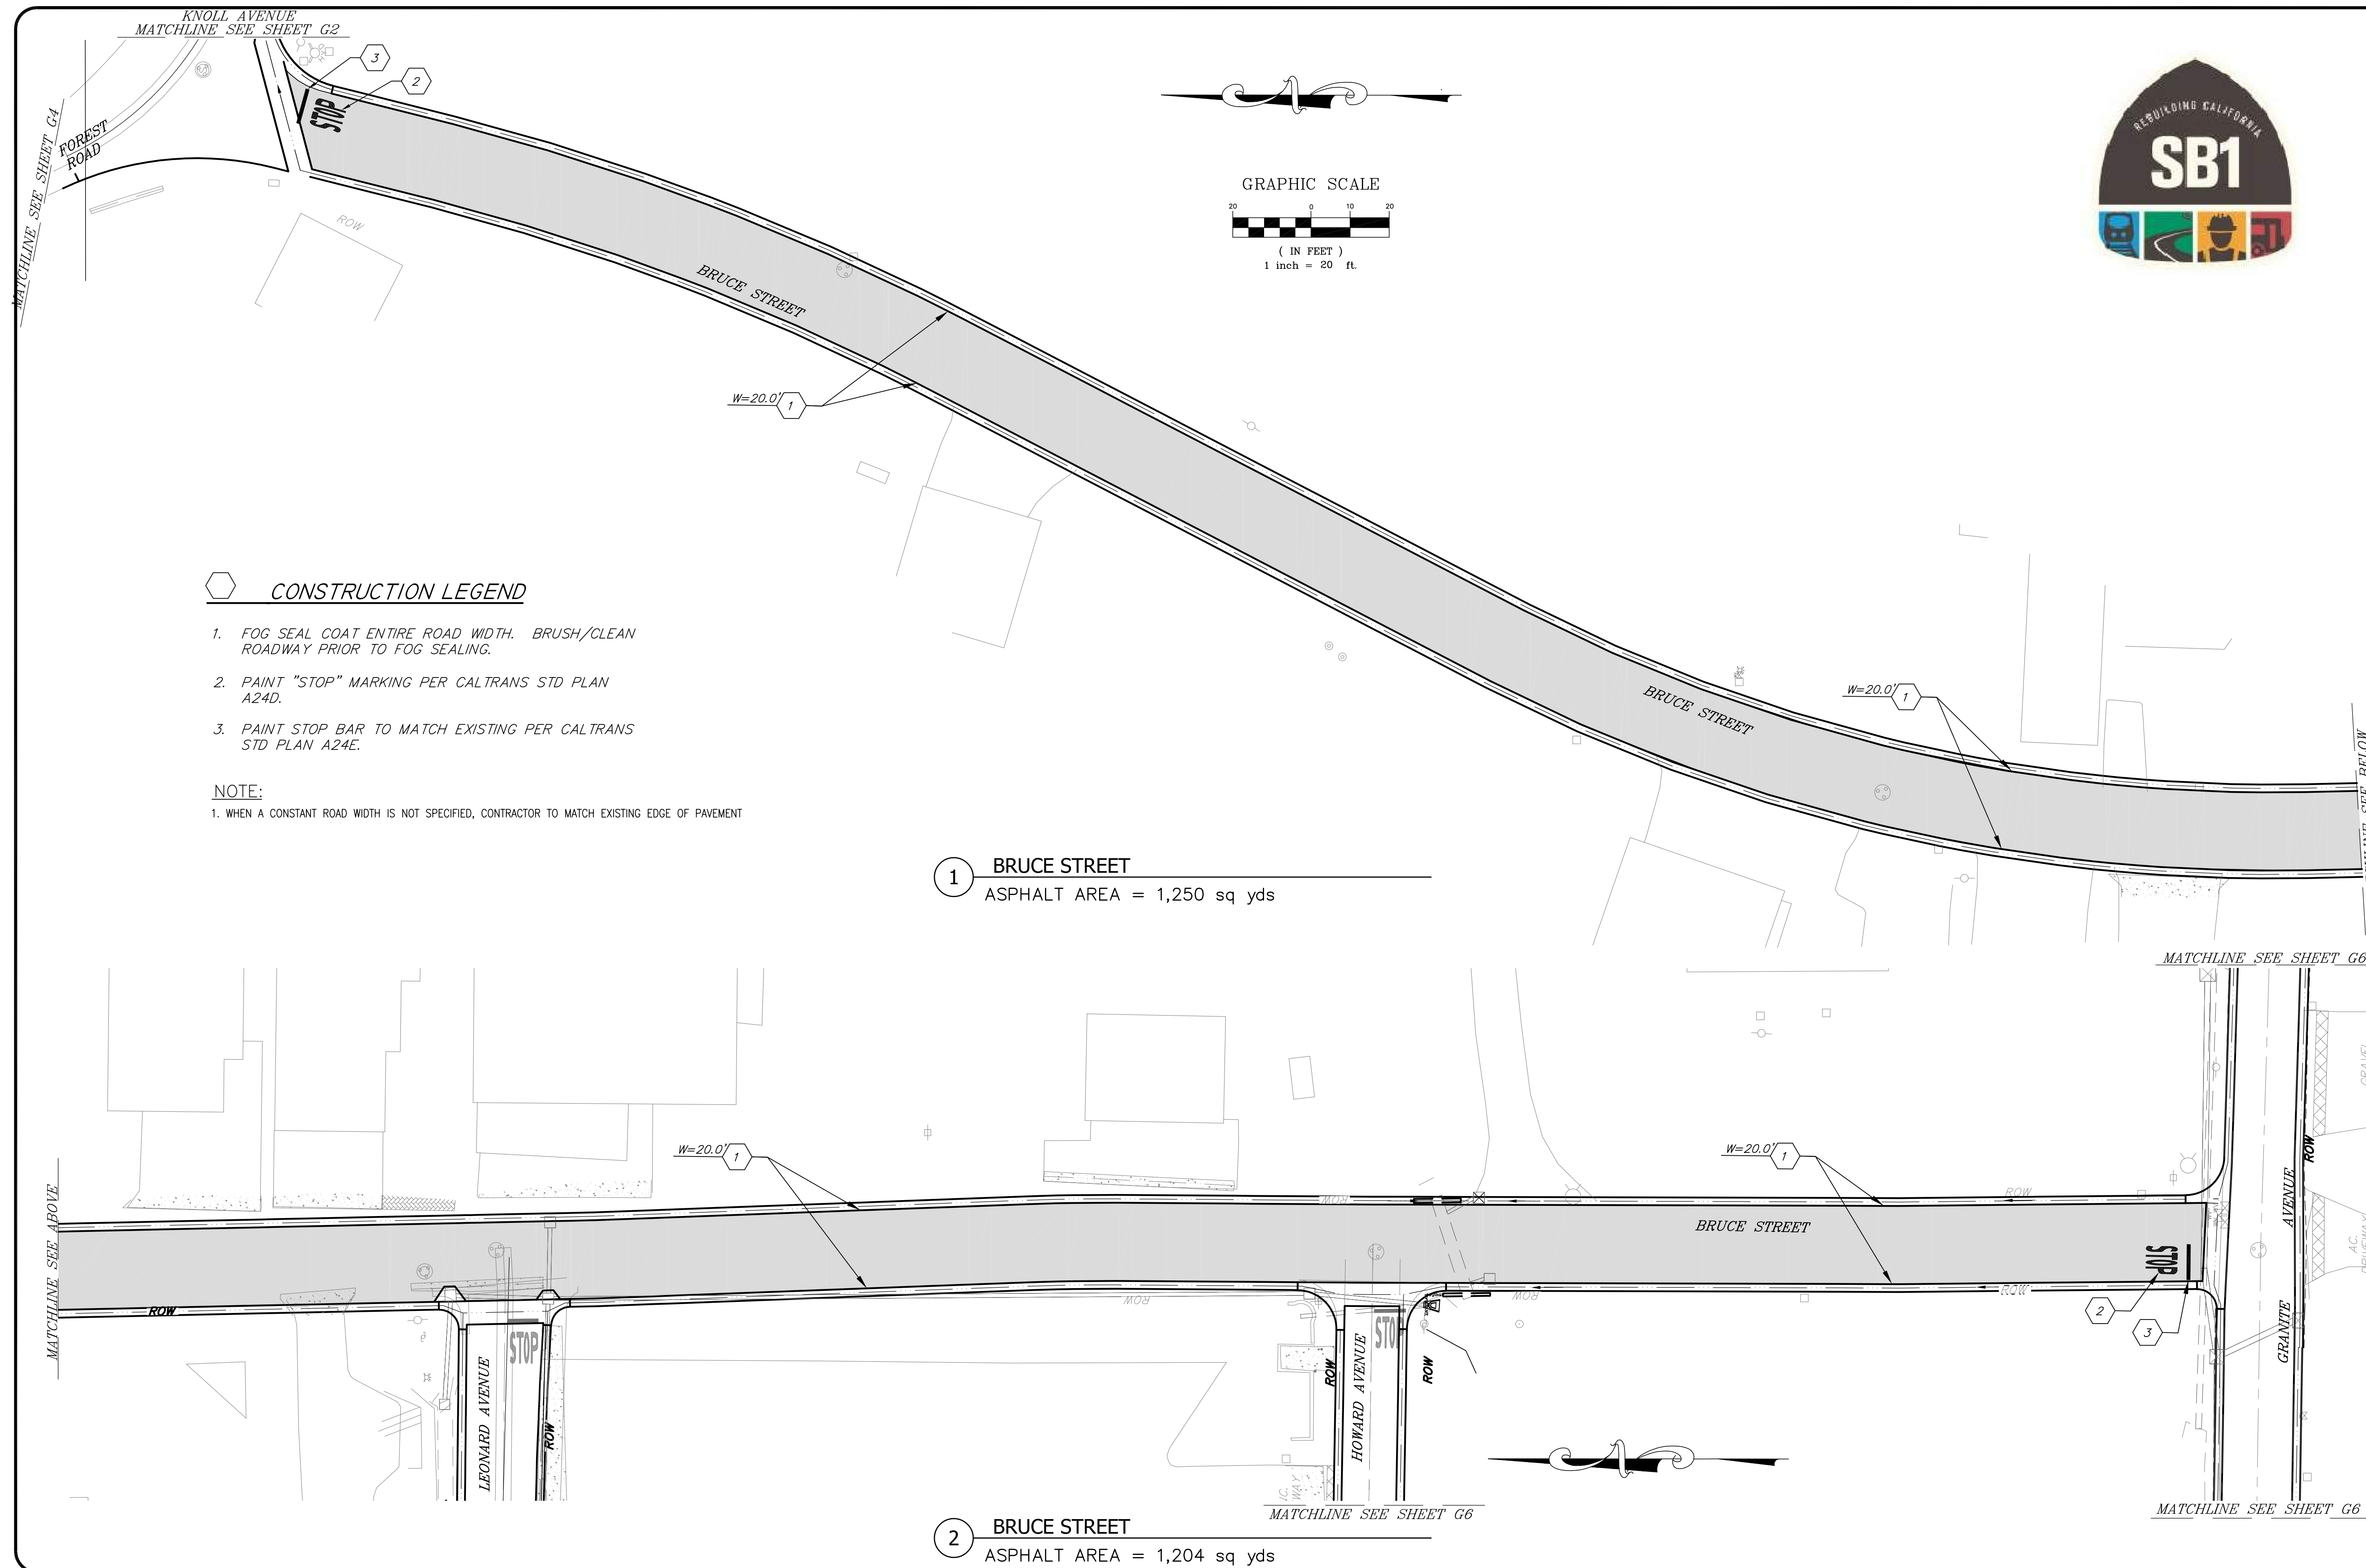 KNOLL AVENUE
MATCHLINE SEE SHEET G2
3
2
STOP
MATCHLINE SEE SHEET G4
FOREST
ROAD
ROW
GRAPHIC SCALE
20 0 10 20
( IN FEET )
1 inch = 20 ft.
REBUILDING CALIFORNIA
SB1
BRUCE STREET
W=20.0' 1
CONSTRUCTION LEGEND
1. FOG SEAL COAT ENTIRE ROAD WIDTH. BRUSH/CLEAN
ROADWAY PRIOR TO FOG SEALING.
2. PAINT "STOP" MARKING PER CALTRANS STD PLAN
A24D.
3. PAINT STOP BAR TO MATCH EXISTING PER CALTRANS
STD PLAN A24E.
NOTE:
1. WHEN A CONSTANT ROAD WIDTH IS NOT SPECIFIED, CONTRACTOR TO MATCH EXISTING EDGE OF PAVEMENT
BRUCE STREET
W=20.0' 1
SEE BELOW
1 BRUCE STREET
ASPHALT AREA = 1,250 sq yds
MATCHLINE SEE SHEET G6
MATCHLINE SEE ABOVE
W=20.0' 1
W=20.0' 1
ROW
ROW
ROW
BRUCE STREET
STOP
2
3
ROW
ROW
ROW
ROW
AVENUE
GRANITE
GRAVEL
AC.
DRIVEWAY
STOP
LEONARD AVENUE
ROW
STOP
ROW
HOWARD AVENUE
ROW
WAY
MATCHLINE SEE SHEET G6
MATCHLINE SEE SHEET G6
2 BRUCE STREET
ASPHALT AREA = 1,204 sq yds